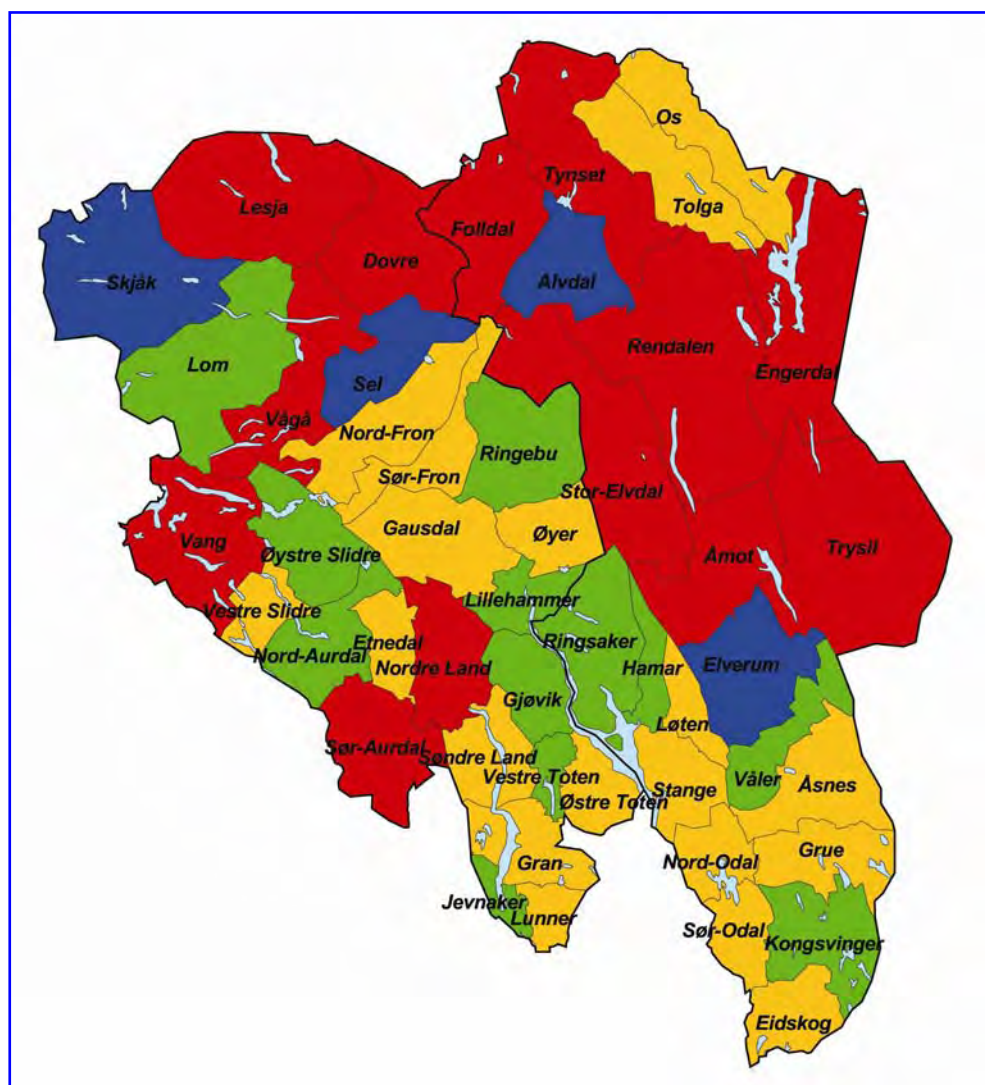 Os
Tynset
Tolga
Lesja
Folldal
Dovre
Skjåk
Alvdal
Rendalen
Engerdal
Lom
Sel
Vågå
Nord-Fron
Ringebu
Sør-Fron
Stor-Elvdal
Gausdal
Øyer
Vang
Øystre Slidre
Åmot
Trysil
Lillehammer
Vestre Slidre
Etnedal
Ringsaker
Nord-Aurdal
Nordre Land
Hamar
Elverum
Gjøvik
Løten
Sør-Aurdal
Søndre Land
Vestre Toten
Våler
Åsnes
Østre Toten
Stange
Gran
Nord-Odal
Grue
Jevnaker
Lunner
Sør-Odal
Kongsvinger
Eidskog